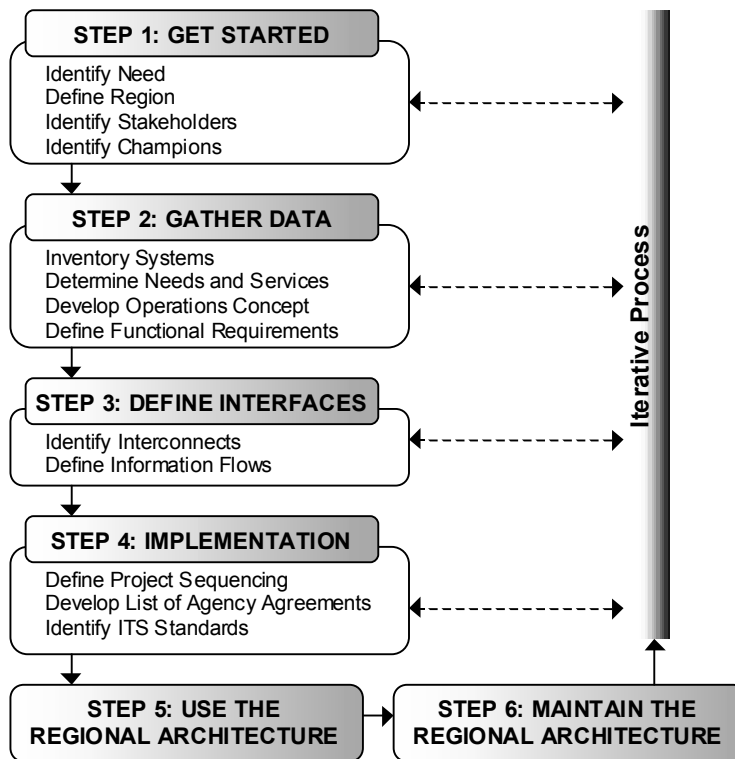 STEP 1: GET STARTED
Identify Need
Define Region
Identify Stakeholders
Identify Champions
STEP 2: GATHER DATA
Inventory Systems
Determine Needs and Services
Develop Operations Concept
Define Functional Requirements
STEP 3: DEFINE INTERFACES
Identify Interconnects
Define Information Flows
STEP 4: IMPLEMENTATION
Define Project Sequencing
Develop List of Agency Agreements
Identify ITS Standards
STEP 5: USE THE
REGIONAL ARCHITECTURE
STEP 6: MAINTAIN THE
REGIONAL ARCHITECTURE
Iterative Process